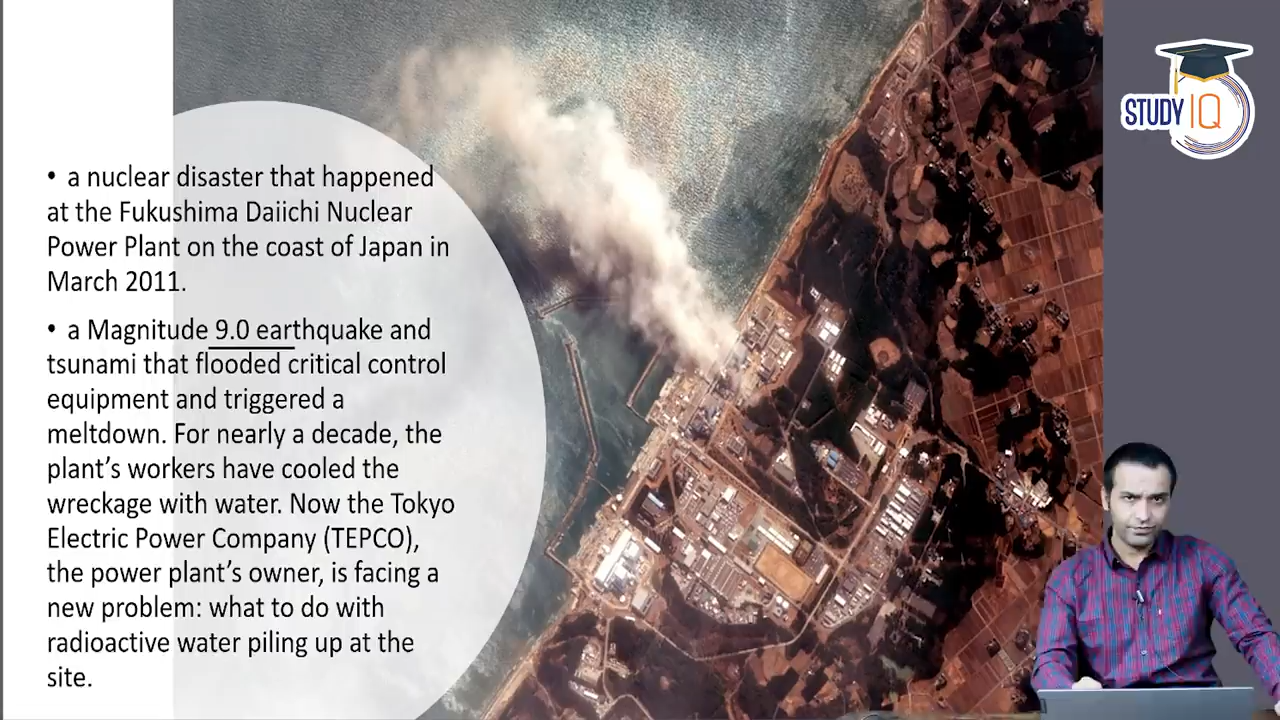 • a nuclear disaster that happened
at the Fukushima Daiichi Nuclear
Power Plant on the coast of Japan in
March 2011.
• a Magnitude 9.0 earthquake and
tsunami that flooded critical control
equipment and triggered a
meltdown. For nearly a decade, the
plant’s workers have cooled the
wreckage with water. Now the Tokyo
Electric Power Company (TEPCO),
the power plant’s owner, is facing a
new problem: what to do with
radioactive water piling up at the
site.
STUDY IQ